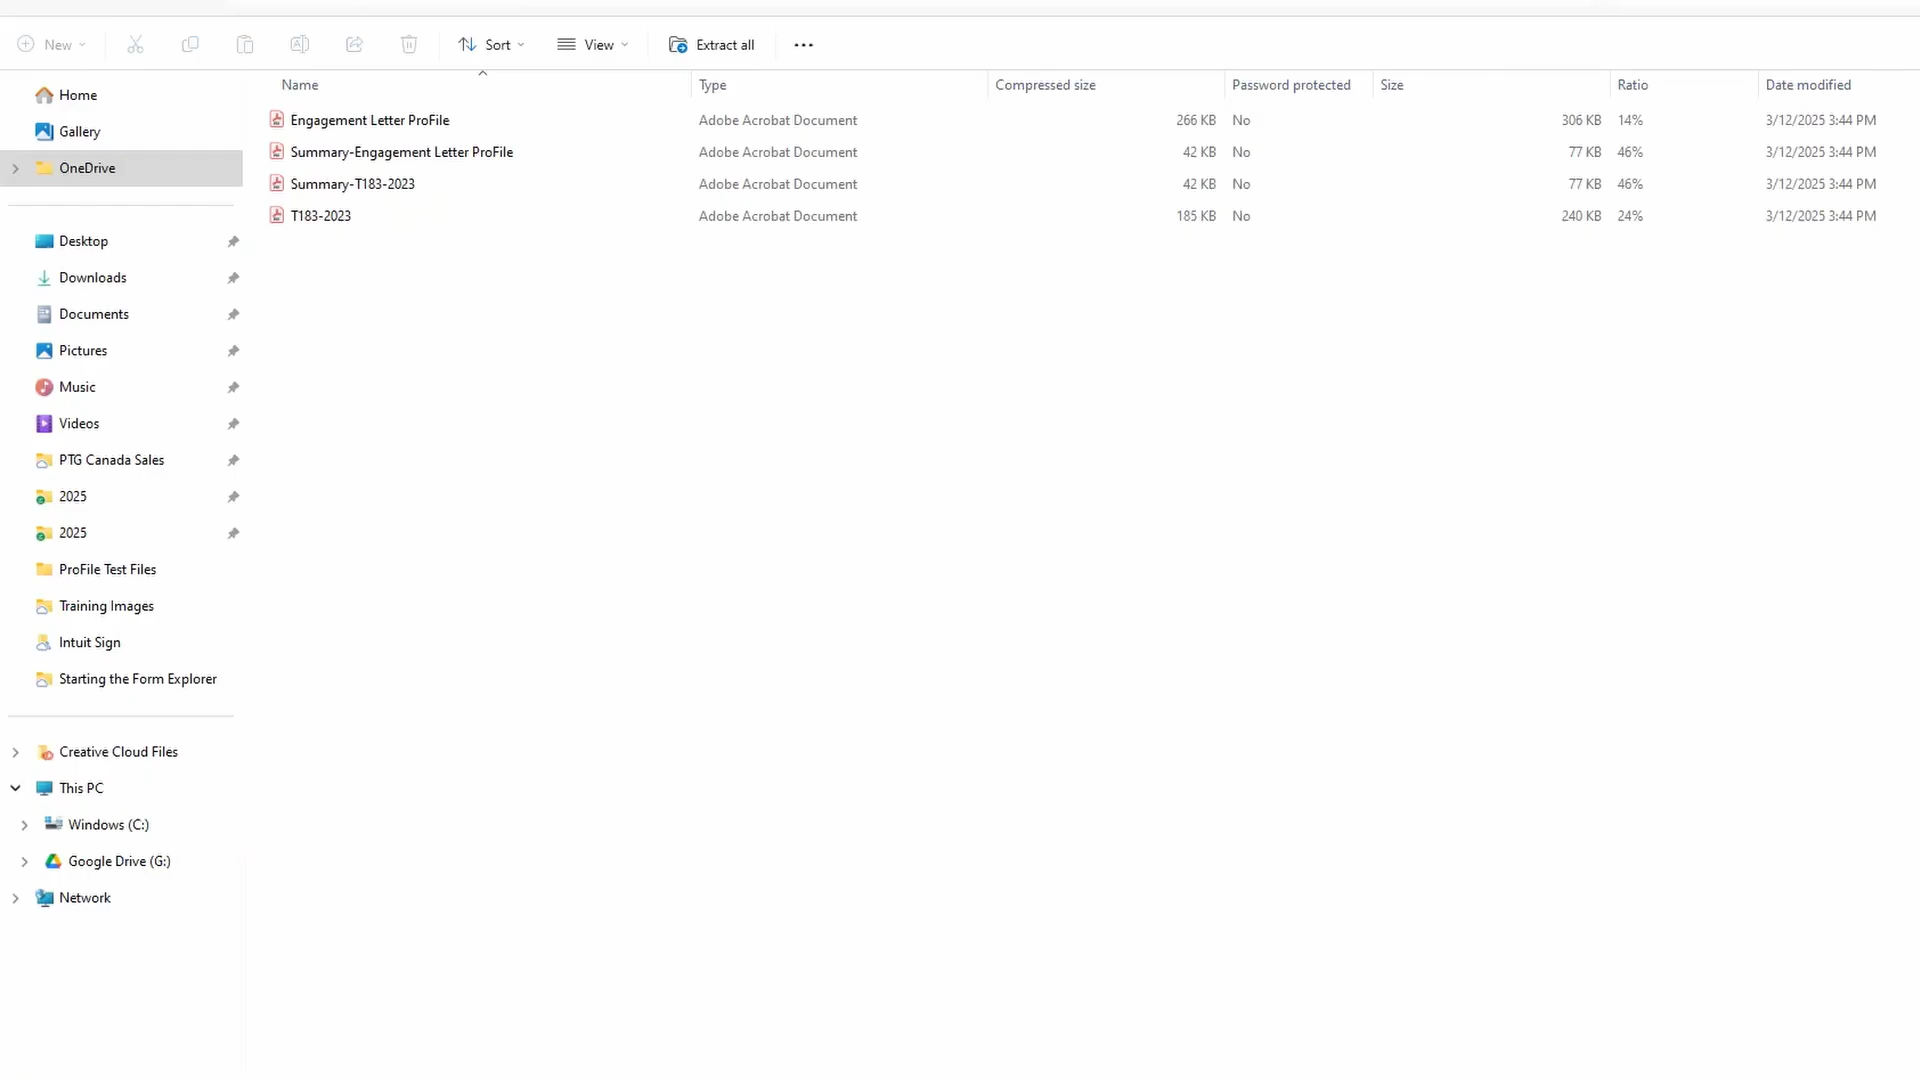 New
Sort
View
Extract all
Name Type Compressed size Password protected Size Ratio Date modified
Engagement Letter ProFile Adobe Acrobat Document 266 KB No 306 KB 14% 3/12/2025 3:44 PM
Summary-Engagement Letter ProFile Adobe Acrobat Document 42 KB No 77 KB 46% 3/12/2025 3:44 PM
Summary-T183-2023 Adobe Acrobat Document 42 KB No 77 KB 46% 3/12/2025 3:44 PM
T183-2023 Adobe Acrobat Document 185 KB No 240 KB 24% 3/12/2025 3:44 PM
Home
Gallery
OneDrive
Desktop
Downloads
Documents
Pictures
Music
Videos
PTG Canada Sales
2025
2025
ProFile Test Files
Training Images
Intuit Sign
Starting the Form Explorer
Creative Cloud Files
This PC
Windows (C:)
Google Drive (G:)
Network